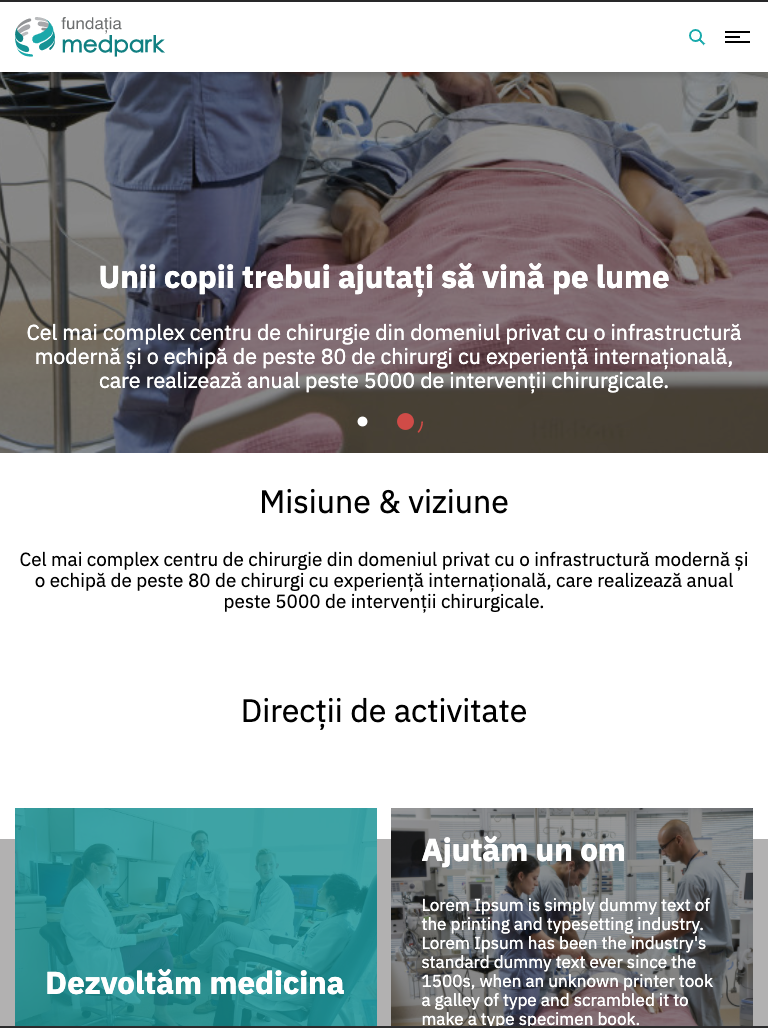 fundația
medpark
Unii copii trebui ajutați să vină pe lume
Cel mai complex centru de chirurgie din domeniul privat cu o infrastructură
modernă și o echipă de peste 80 de chirurgi cu experiență internațională,
care realizează anual peste 5000 de intervenții chirurgicale.
Misiune & viziune
Cel mai complex centru de chirurgie din domeniul privat cu o infrastructură modernă și
o echipă de peste 80 de chirurgi cu experiență internațională, care realizează anual
peste 5000 de intervenții chirurgicale.
Direcții de activitate
Dezvoltăm medicina
Ajutăm un om
Lorem Ipsum is simply dummy text of
the printing and typesetting industry.
Lorem Ipsum has been the industry's
standard dummy text ever since the
1500s, when an unknown printer took
a galley of type and scrambled it to
make a type specimen book.